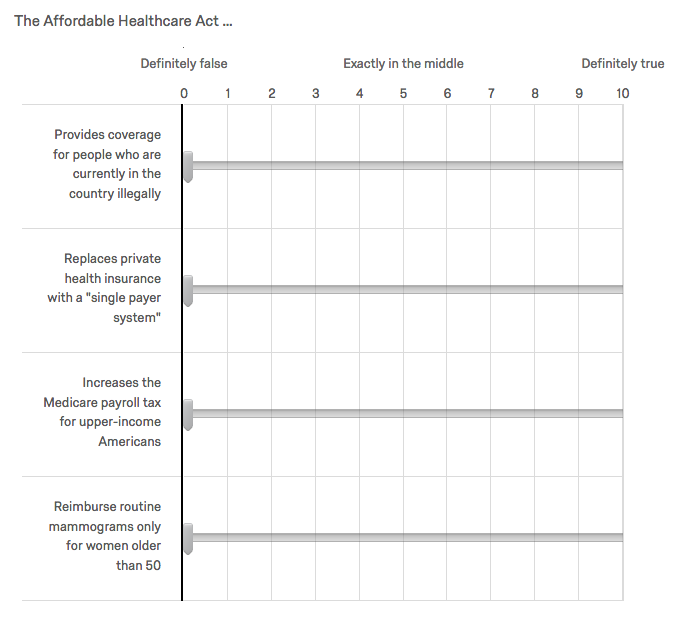 The Affordable Healthcare Act ...
Definitely false Exactly in the middle Definitely true
0 1 2 3 4 5 6 7 8 9 10
Provides coverage
for people who are
currently in the
country illegally
Replaces private
health insurance
with a "single payer
system"
Increases the
Medicare payroll tax
for upper-income
Americans
Reimburse routine
mammograms only
for women older
than 50